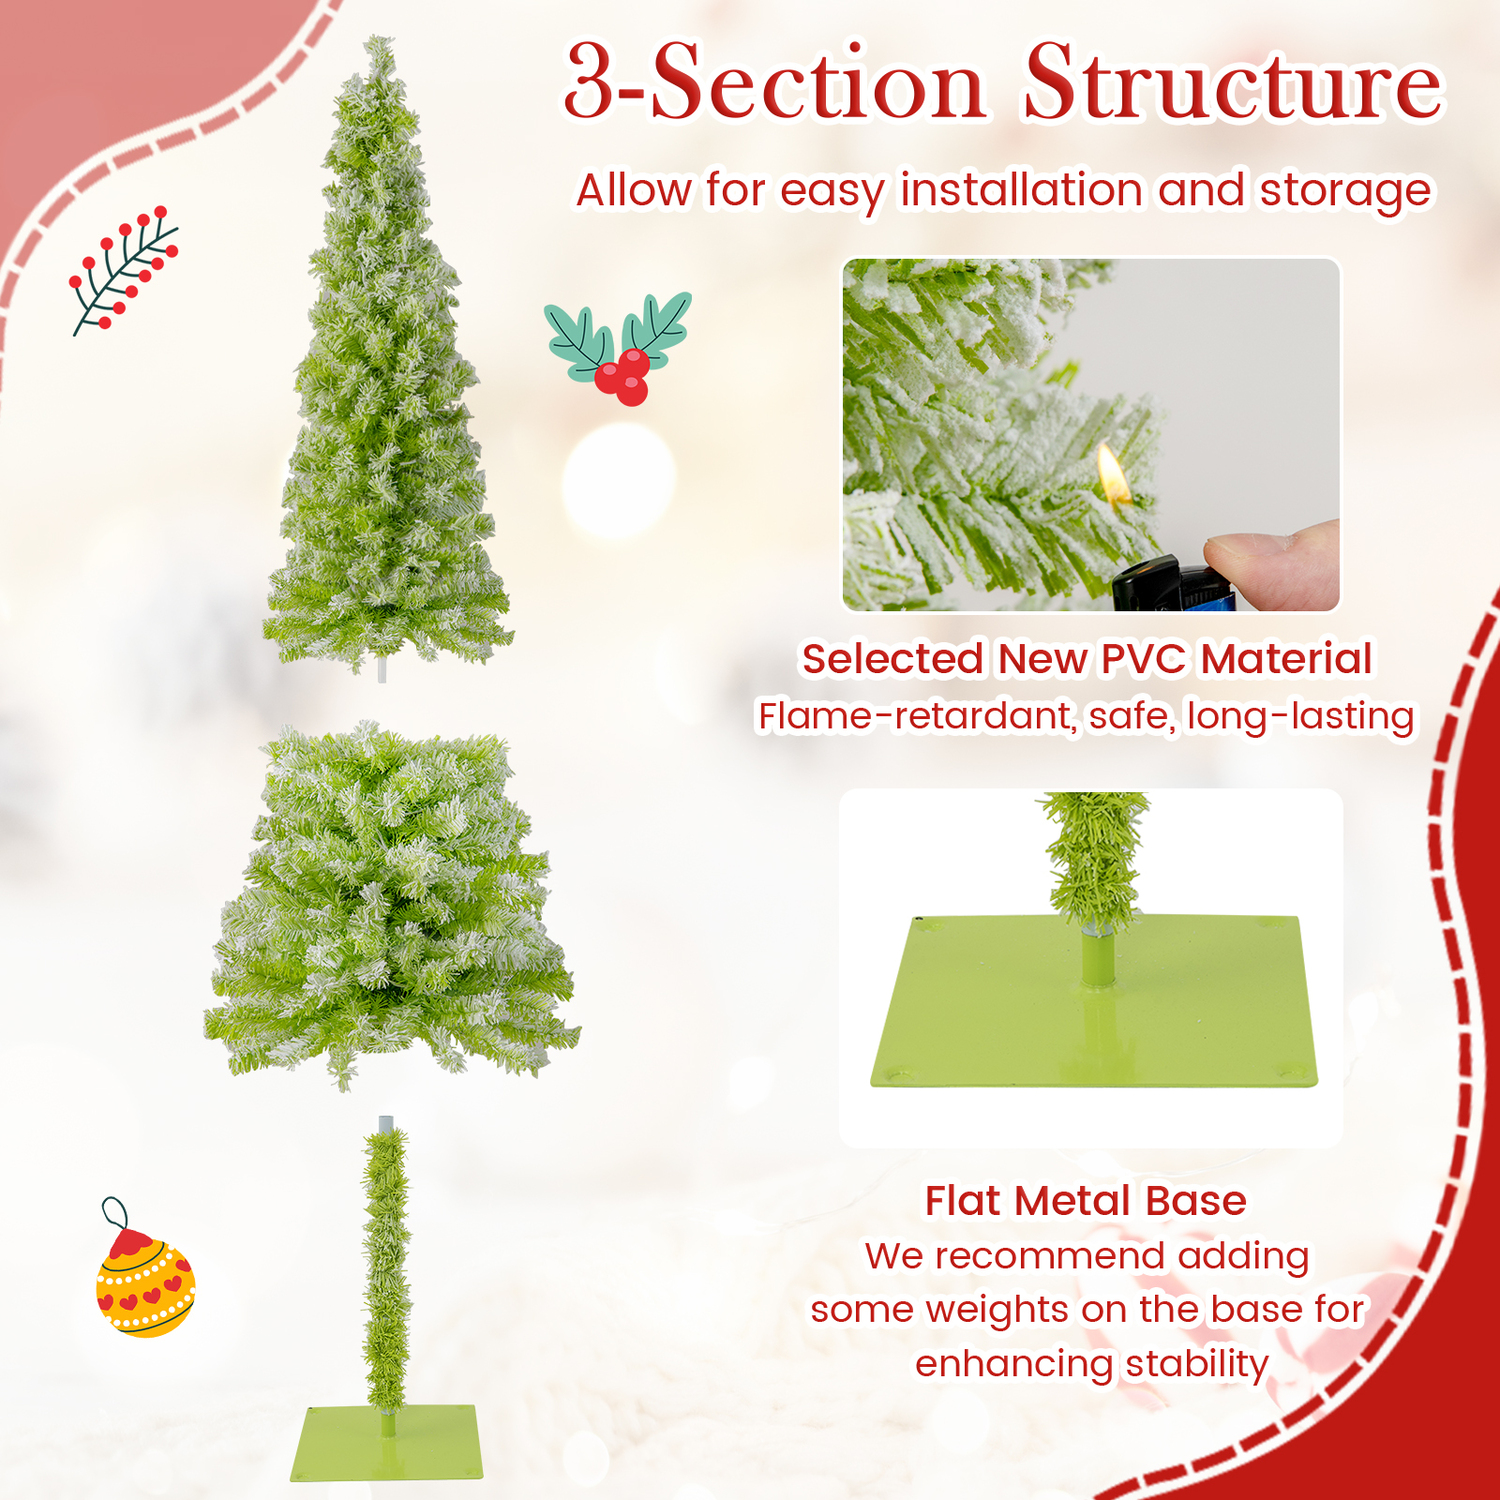 3-Section Structure
Allow for easy installation and storage
Selected New PVC Material
Flame-retardant, safe, long-lasting
Flat Metal Base
We recommend adding
some weights on the base for
enhancing stability